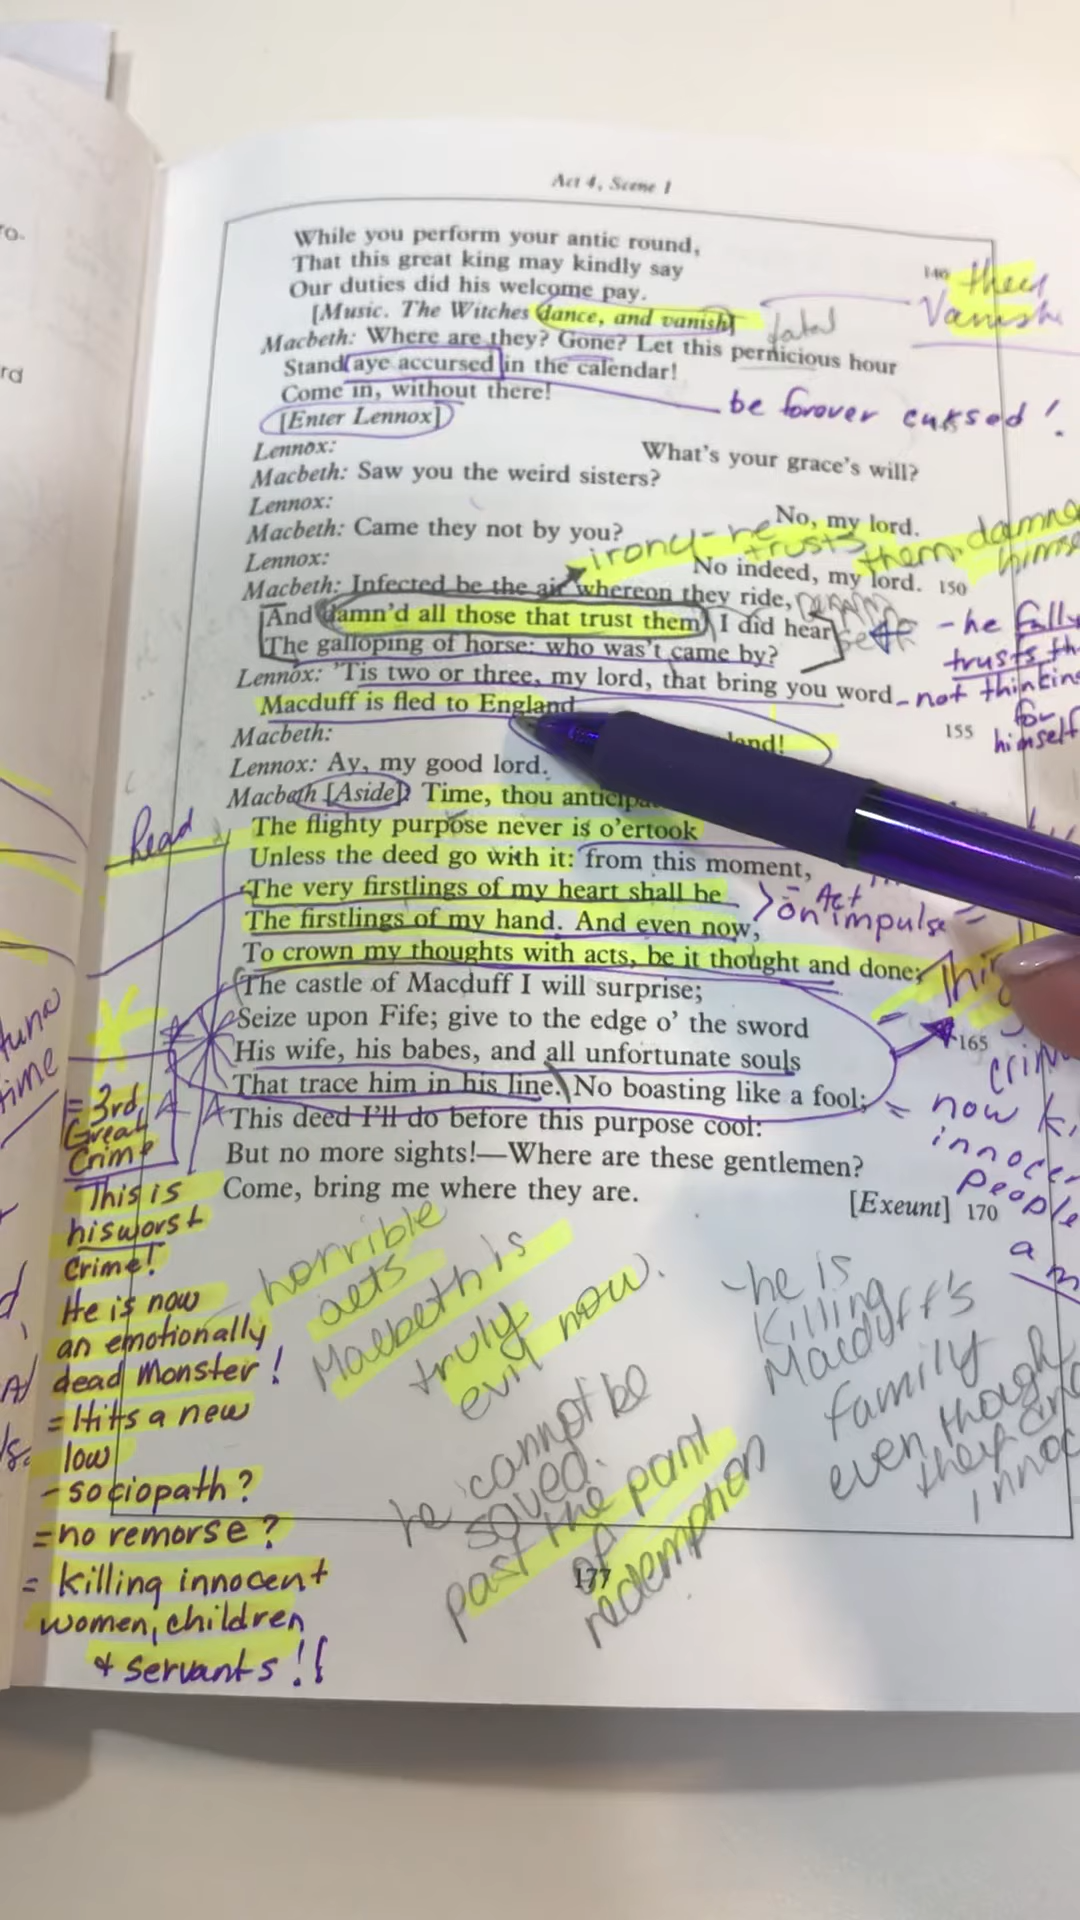 ro.
rd
Act 4, Scene 1
While you perform your antic round,
That this great king may kindly say 140
Our duties did his welcome pay.
[Music. The Witches dance, and vanish]
they
Vanish
fatal
Macbeth: Where are they? Gone? Let this pernicious hour
Stand aye accursed in the calendar!
Come in, without there!
be forever cursed!
[Enter Lennox]
Lennox: What's your grace's will?
Macbeth: Saw you the weird sisters?
Lennox: No, my lord.
Macbeth: Came they not by you?
irony-he trusts them, damns himself
Lennox: No indeed, my lord. 150
Macbeth: Infected be the air whereon they ride,
And damn'd all those that trust them! I did hear
The galloping of horse: who was't came by?
- he fully
trusts th
- not thinkin
for
himself
Lennox: 'Tis two or three, my lord, that bring you word
Macduff is fled to England.
Macbeth: land! 155
Lennox: Ay, my good lord.
Macbeth [Aside]: Time, thou anticipa
Read
The flighty purpose never is o'ertook
Unless the deed go with it: from this moment,
The very firstlings of my heart shall be
The firstlings of my hand. And even now,
- Act
on impulse =
To crown my thoughts with acts, be it thought and done;
The castle of Macduff I will surprise;
Seize upon Fife; give to the edge o' the sword
His wife, his babes, and all unfortunate souls 165
That trace him in his line. No boasting like a fool;
This deed I'll do before this purpose cool:
But no more sights!—Where are these gentlemen?
Come, bring me where they are. [Exeunt] 170
= now ki
innocen
people
a
time
= 3rd
Great
Crime
This is
his worst
Crime!
He is now
an emotionally
dead monster!
= Hits a new
low
- sociopath?
= no remorse?
= killing innocent
women, children
+ servants!!
horrible
acts
Macbeth is
truly
evil now.
he cannot be
saved.
past the point
of
redemption
-he is
killing
Macduff's
family
even though
they are
innoc
177